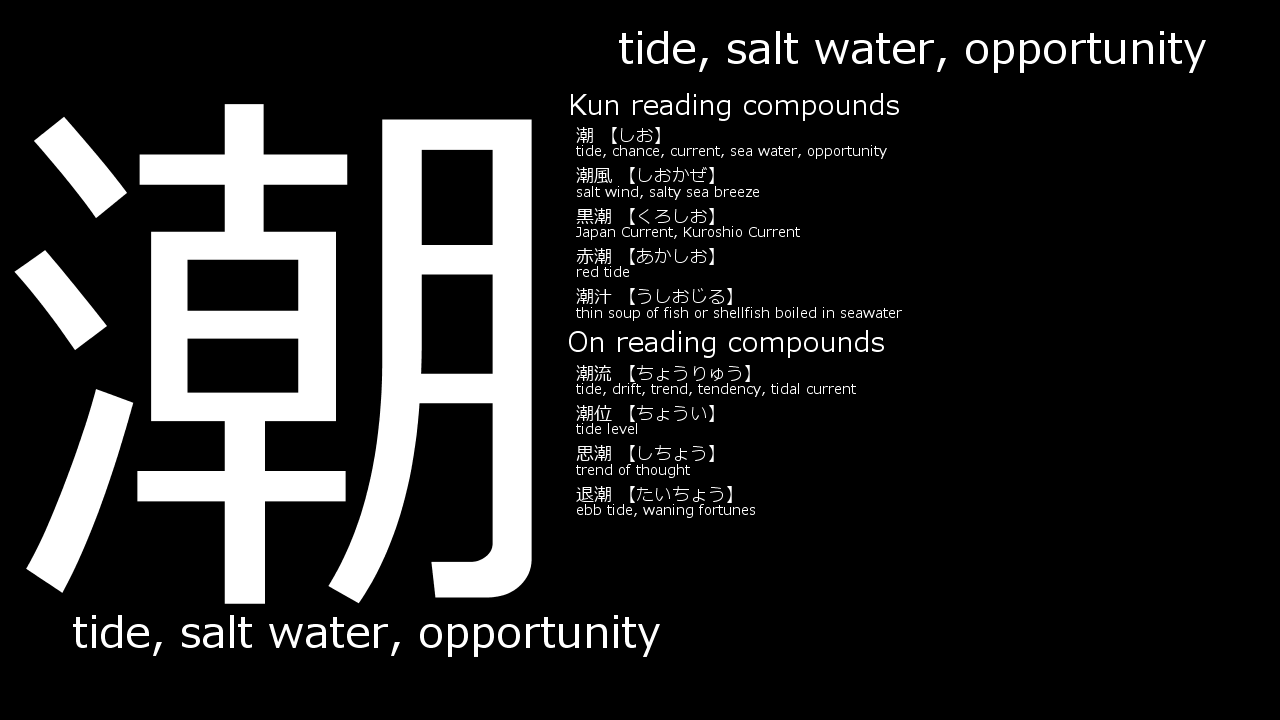 tide, salt water, opportunity
潮
Kun reading compounds
潮 【しお】
tide, chance, current, sea water, opportunity
潮風 【しおかぜ】
salt wind, salty sea breeze
黒潮 【くろしお】
Japan Current, Kuroshio Current
赤潮 【あかしお】
red tide
潮汁 【うしおじる】
thin soup of fish or shellfish boiled in seawater
On reading compounds
潮流 【ちょうりゅう】
tide, drift, trend, tendency, tidal current
潮位 【ちょうい】
tide level
思潮 【しちょう】
trend of thought
退潮 【たいちょう】
ebb tide, waning fortunes
tide, salt water, opportunity